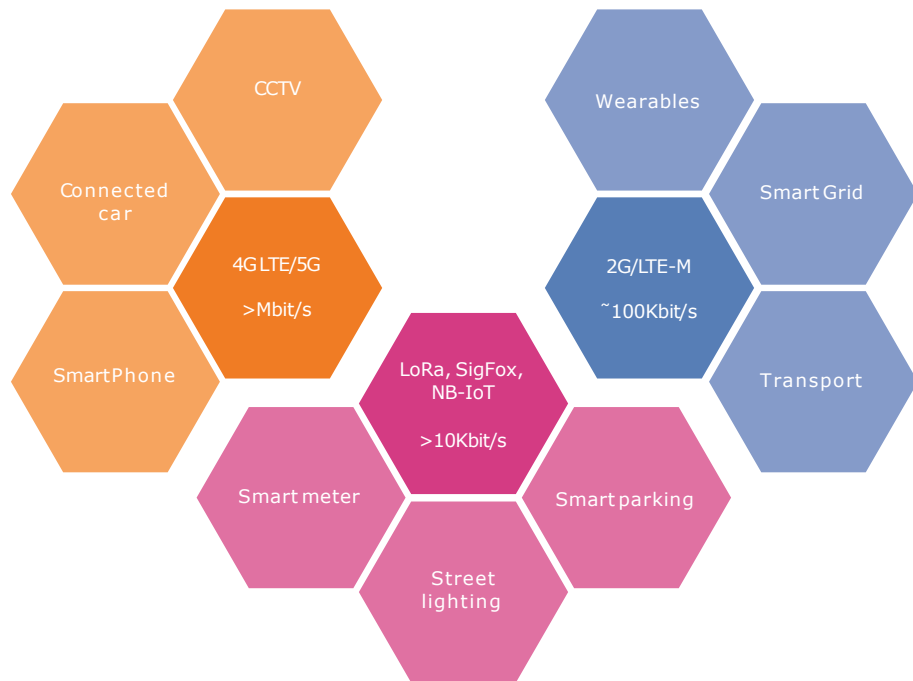 CCTV
Connected
car
4G LTE/5G
>Mbit/s
SmartPhone
Wearables
Smart Grid
2G/LTE-M
~100Kbit/s
Transport
LoRa, SigFox,
NB-IoT
>10Kbit/s
Smart meter
Smart parking
Street
lighting